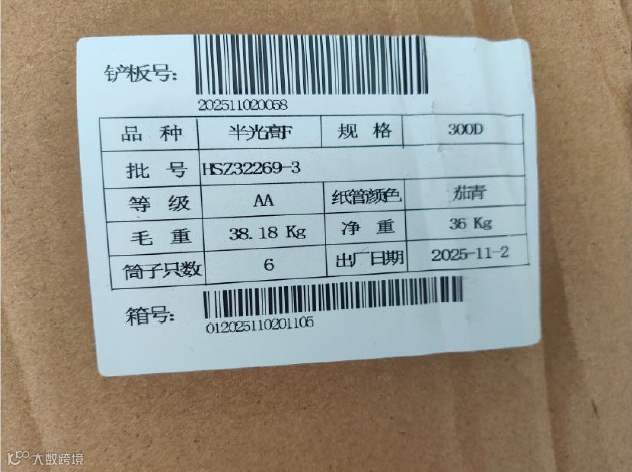 铲板号：
202511020058
品 种 半光高F 规 格 300D
批 号 HSZ32269-3
等 级 AA 纸管颜色 茄青
毛 重 38.18 Kg 净 重 36 Kg
筒子只数 6 出厂日期 2025-11-2
箱号：
012025110201105
大数跨境